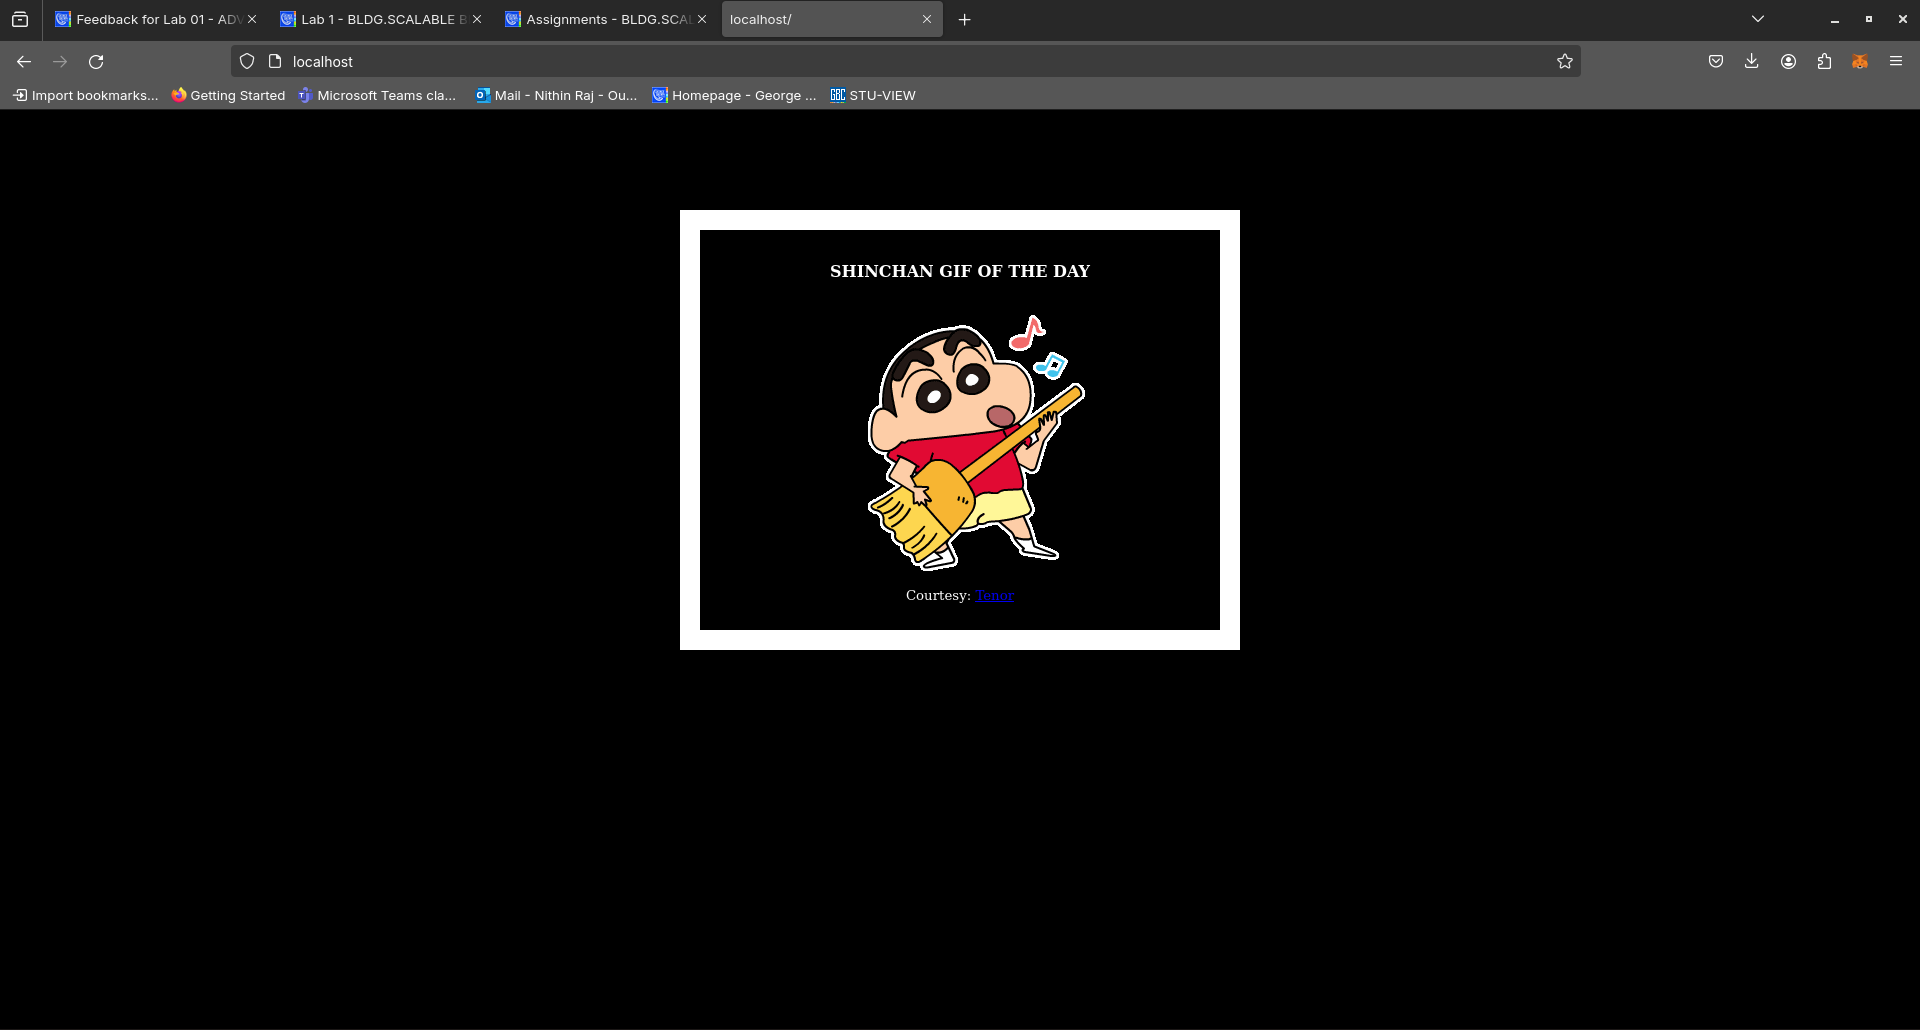 Feedback for Lab 01 - ADV
Lab 1 - BLDG.SCALABLE B
Assignments - BLDG.SCAL
localhost/
localhost
Import bookmarks...
Getting Started
Microsoft Teams cla...
Mail - Nithin Raj - Ou...
Homepage - George ...
GBC STU-VIEW
SHINCHAN GIF OF THE DAY
Courtesy: Tenor